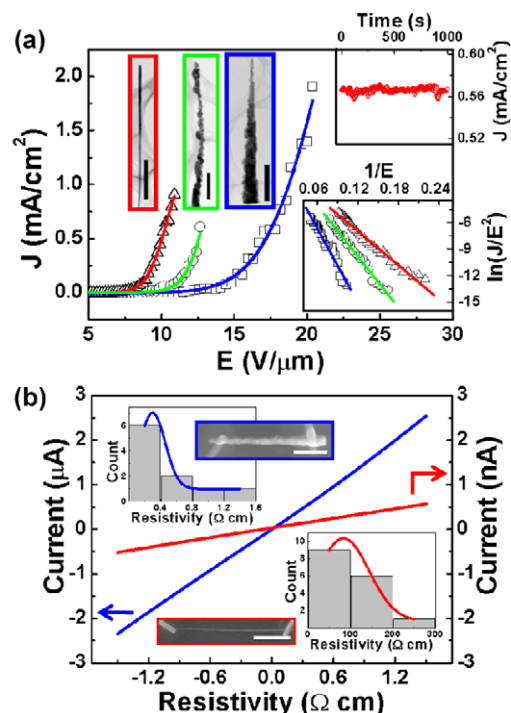 (a)
Time (s)
0 500 1000
0.60
0.56
0.52
J (mA/cm²)
2.0
1.5
1.0
0.5
0.0
J (mA/cm²)
1/E
0.06 0.12 0.18 0.24
-6
-9
-12
-15
ln(J/E²)
5 10 15 20 25 30
E (V/μm)
(b)
3
2
1
0
-1
-2
-3
Current (μA)
3
2
1
0
-1
-2
-3
Current (nA)
6
4
2
0
Count
0.4 0.8 1.2 1.6
Resistivity (Ω cm)
10
8
6
4
2
0
Count
0 100 200 300
Resistivity (Ω cm)
-1.2 -0.6 0.0 0.6 1.2
Resistivity (Ω cm)